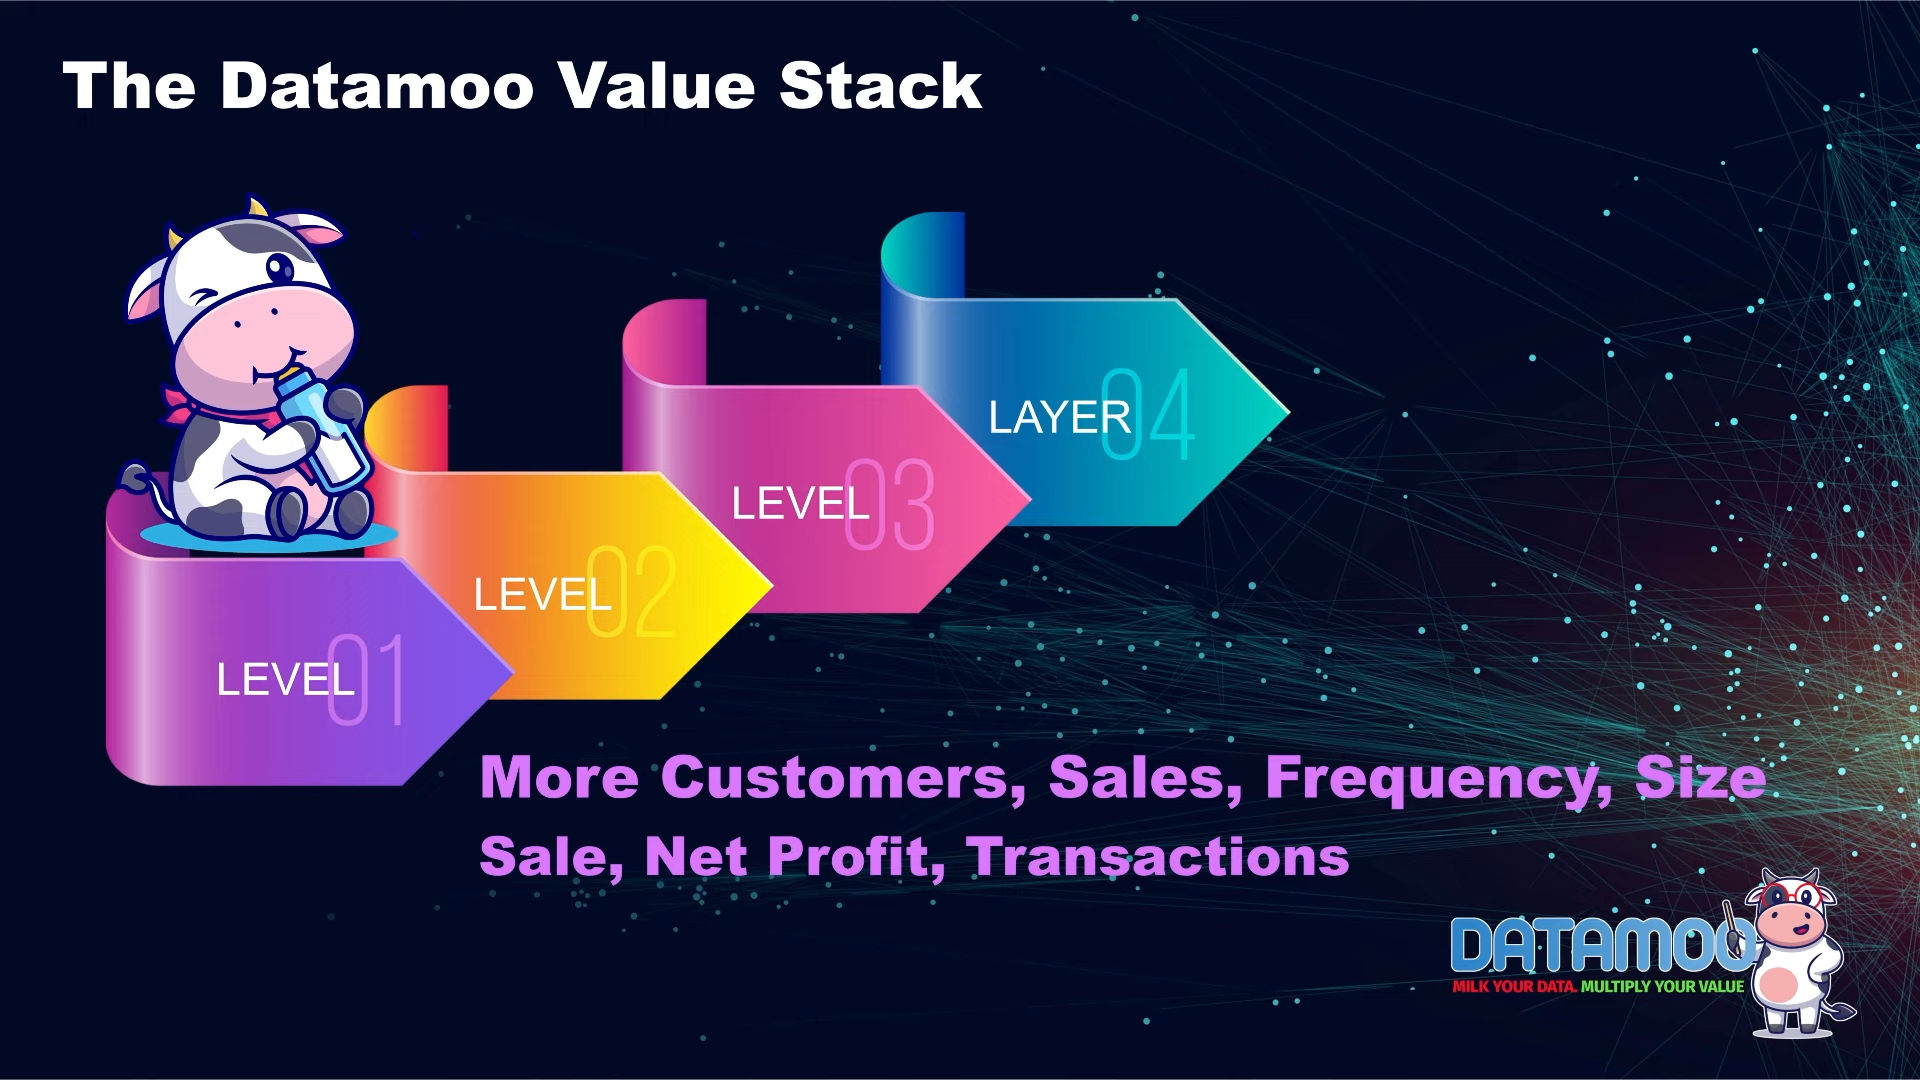 The Datamoo Value Stack
LAYER 04
LEVEL 03
LEVEL 02
LEVEL 01
More Customers, Sales, Frequency, Size
Sale, Net Profit, Transactions
DATAMOO
MILK YOUR DATA. MULTIPLY YOUR VALUE